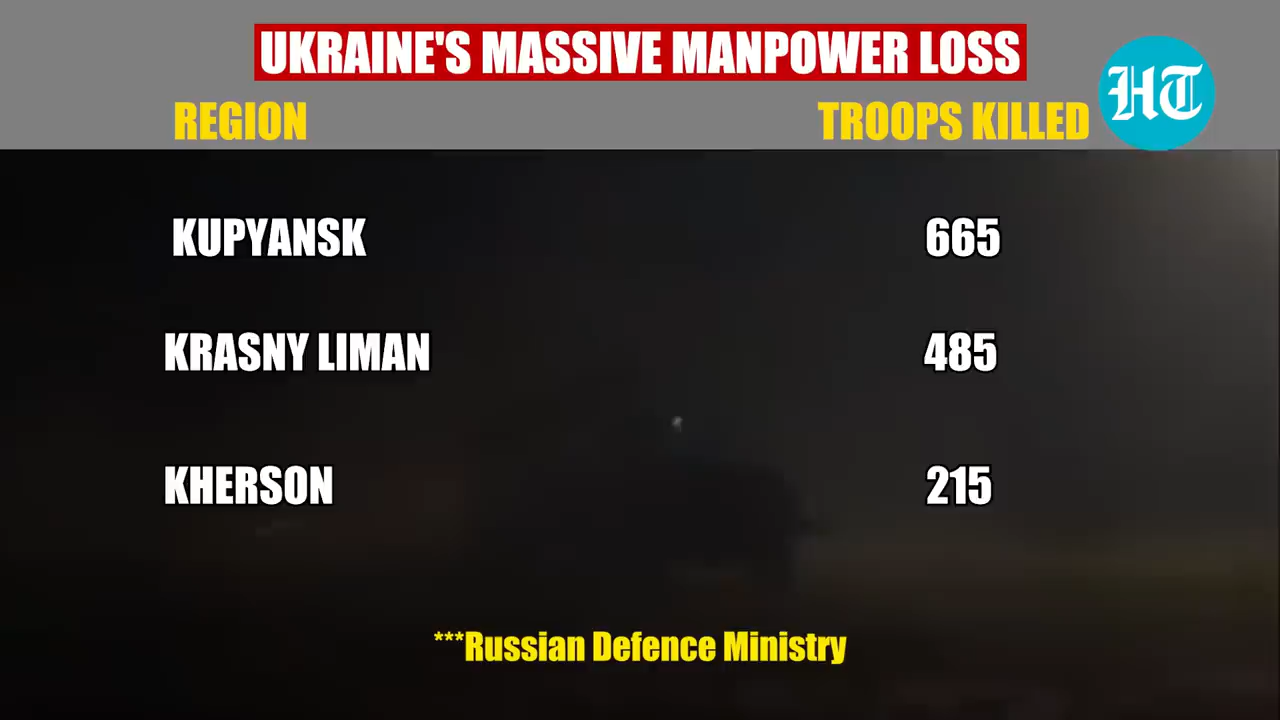 UKRAINE'S MASSIVE MANPOWER LOSS
HT
REGION TROOPS KILLED
KUPYANSK 665
KRASNY LIMAN 485
KHERSON 215
***Russian Defence Ministry